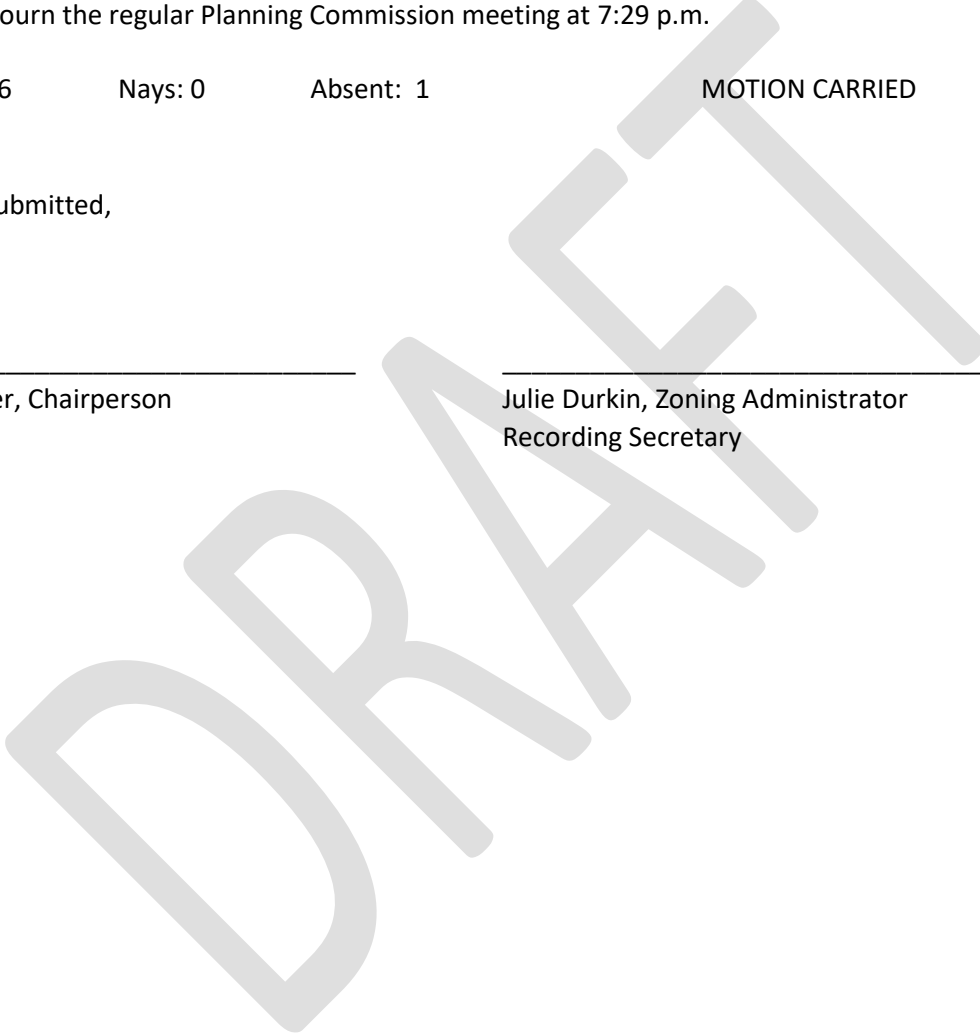 ourn the regular Planning Commission meeting at 7:29 p.m.
6 Nays: 0 Absent: 1 MOTION CARRIED
ubmitted,
er, Chairperson Julie Durkin, Zoning Administrator
Recording Secretary
DRAFT